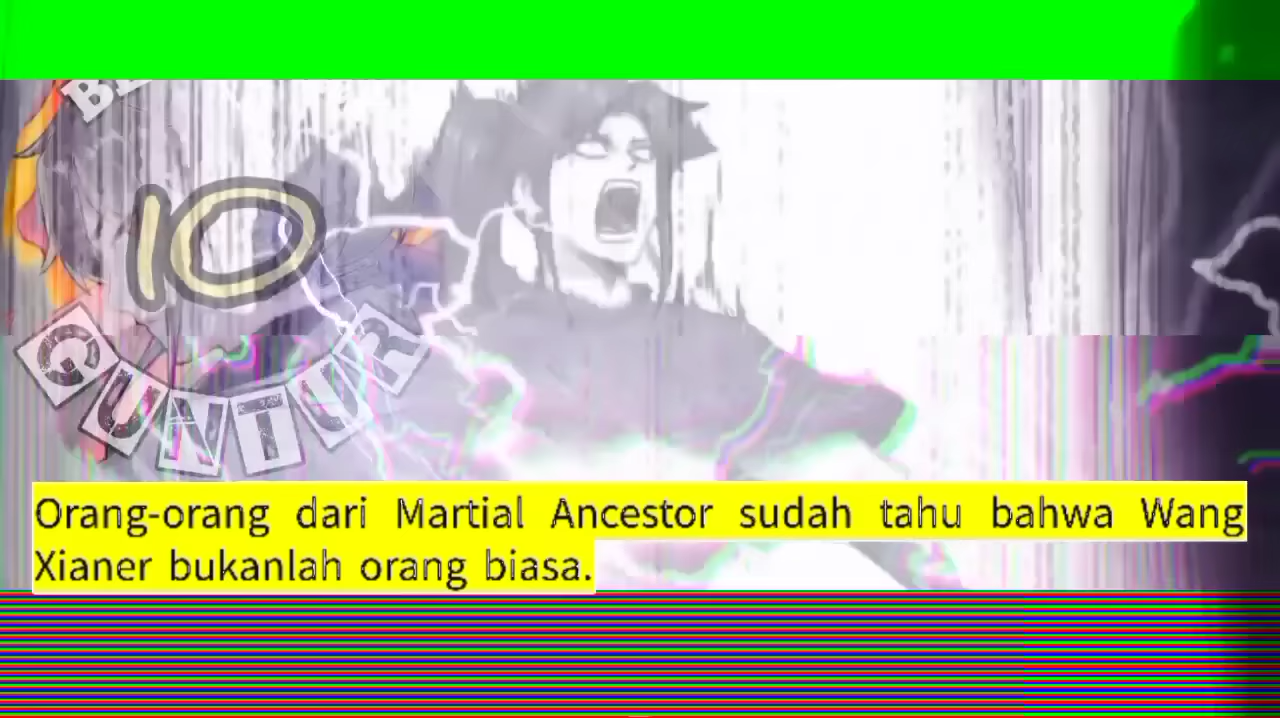 10
GUNTUR
Orang-orang dari Martial Ancestor sudah tahu bahwa Wang
Xianer bukanlah orang biasa.